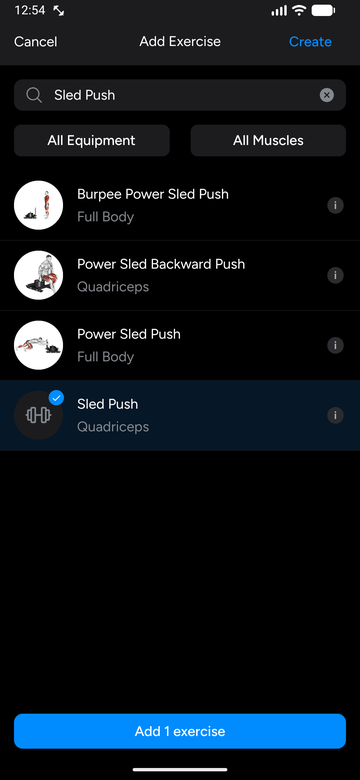 12:54
Cancel
Add Exercise
Create
Sled Push
All Equipment
All Muscles
Burpee Power Sled Push
Full Body
Power Sled Backward Push
Quadriceps
Power Sled Push
Full Body
Sled Push
Quadriceps
Add 1 exercise